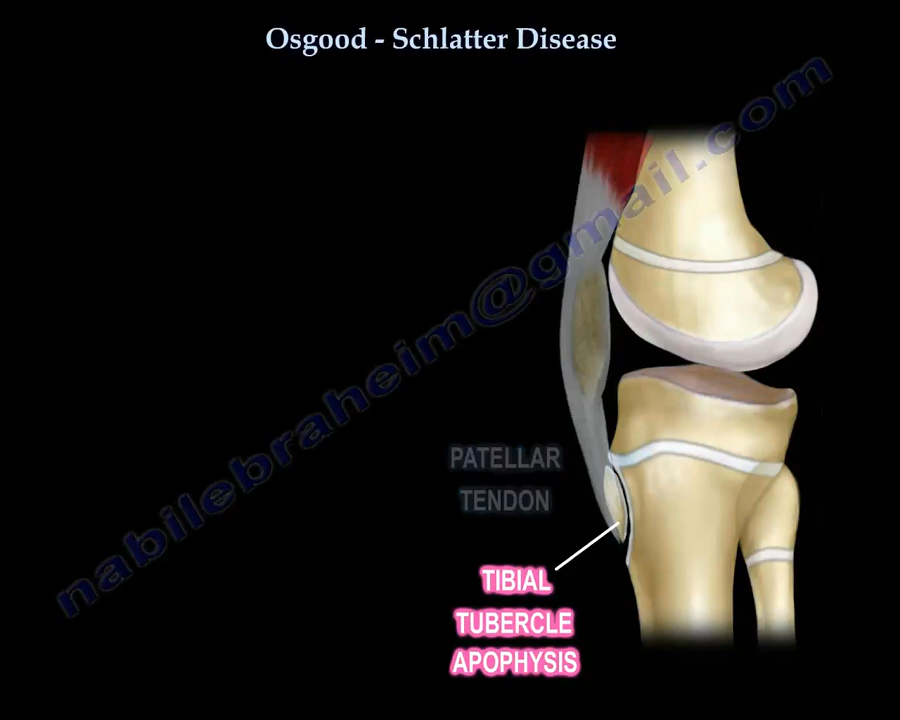 Osgood - Schlatter Disease
nabilebraheim@gmail.com
PATELLAR
TENDON
TIBIAL
TUBERCLE
APOPHYSIS